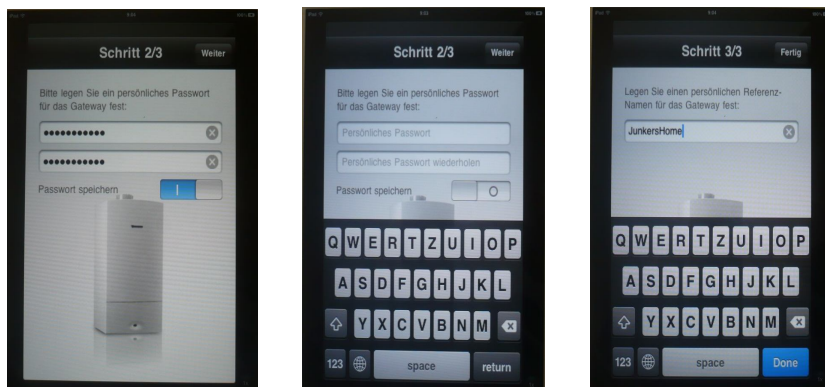 Schritt 2/3
Weiter
Bitte legen Sie ein persönliches Passwort
für das Gateway fest:
•••••••••••
•••••••••••
Passwort speichern
Schritt 2/3
Weiter
Bitte legen Sie ein persönliches Passwort
für das Gateway fest:
Persönliches Passwort
Persönliches Passwort wiederholen
Passwort speichern
Q W E R T Z U I O P
A S D F G H J K L
Y X C V B N M
123 space return
Schritt 3/3
Fertig
Legen Sie einen persönlichen Referenz-
Namen für das Gateway fest:
JunkersHome
Q W E R T Z U I O P
A S D F G H J K L
Y X C V B N M
123 space Done